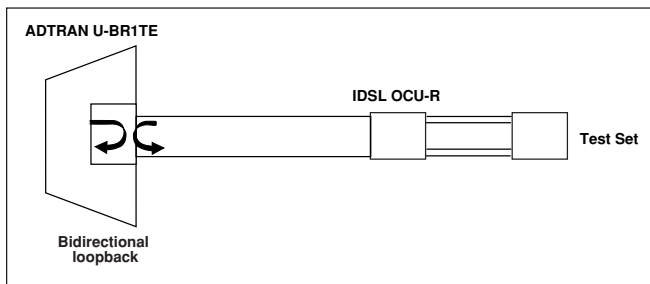 ADTRAN U-BR1TE
IDSL OCU-R
Test Set
Bidirectional
loopback